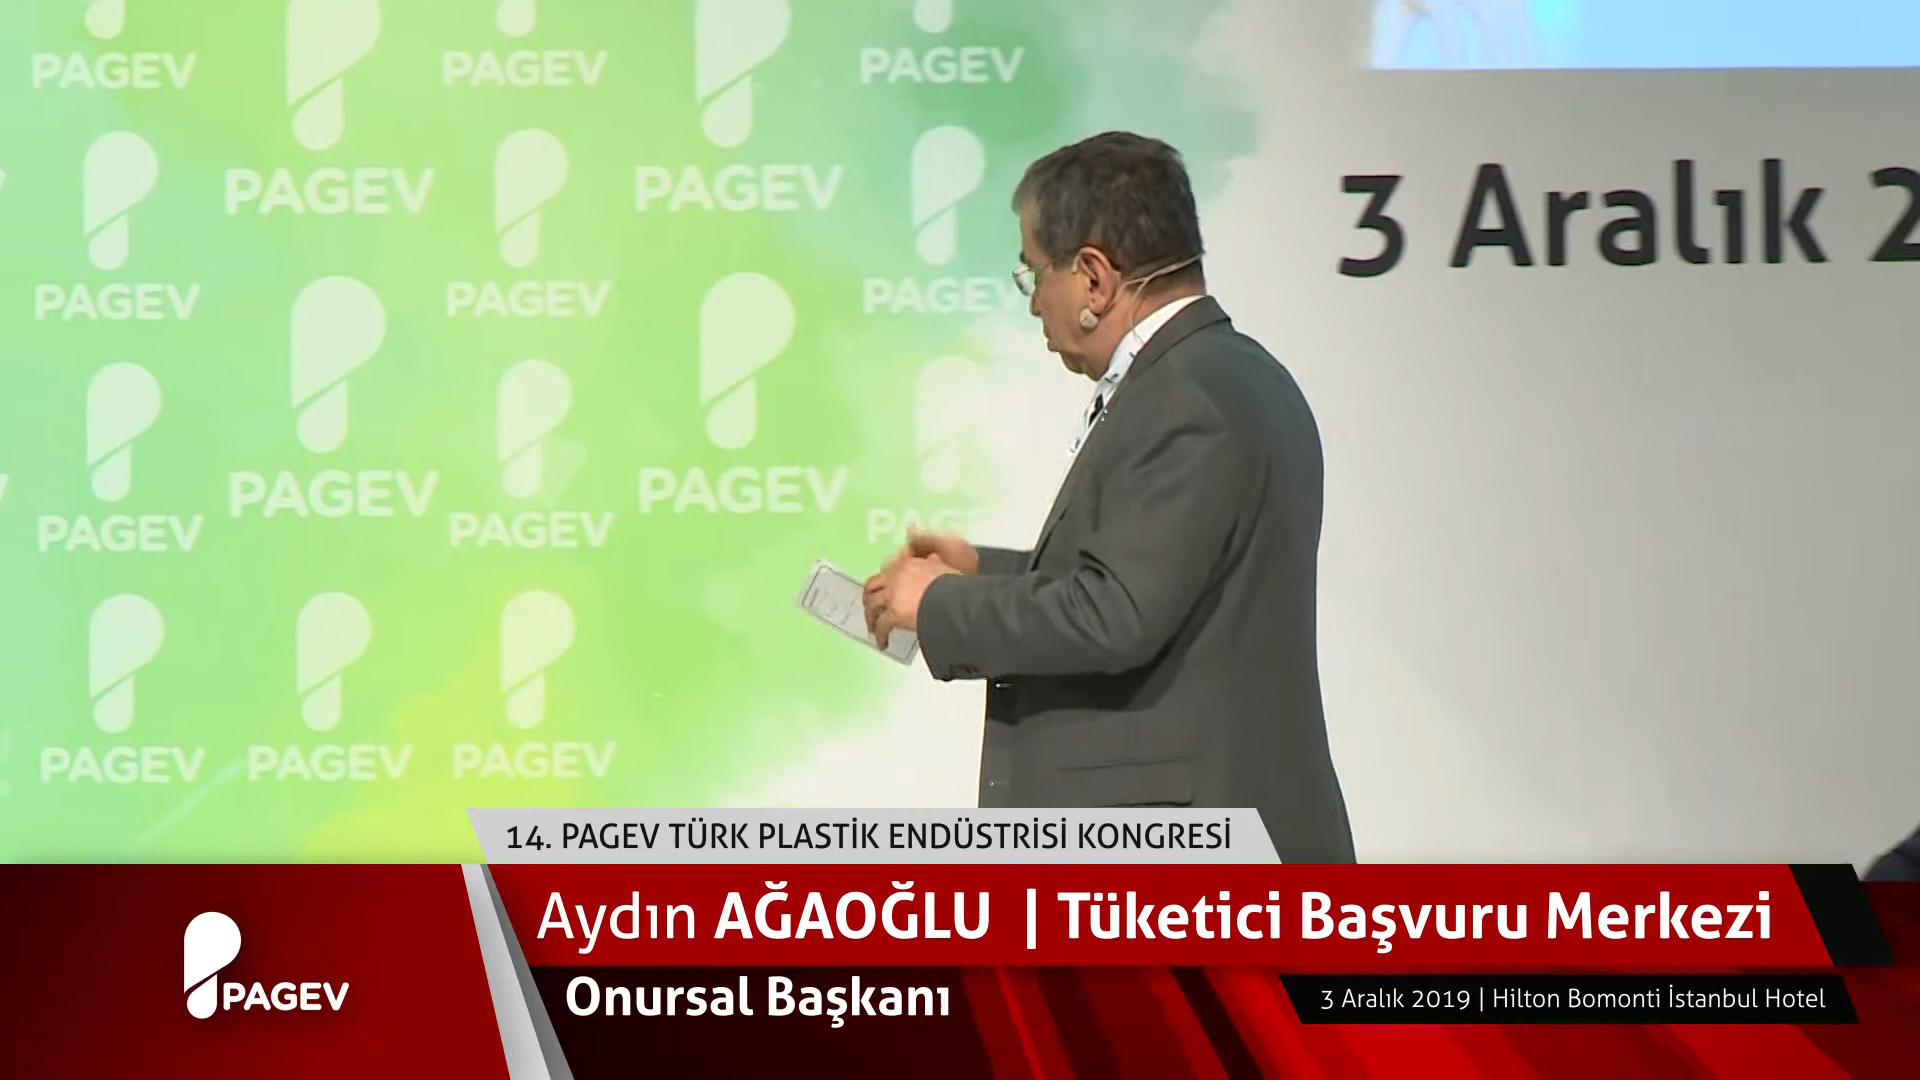 PAGEV PAGEV PAGEV
PAGEV PAGEV
3 Aralık 2
PAGEV PAGEV PAGEV
PAGEV PAGEV
PAGEV PAGEV PAGEV
PAGEV PAGEV PAGEV
14. PAGEV TÜRK PLASTİK ENDÜSTRİSİ KONGRESİ
Aydın AĞAOĞLU | Tüketici Başvuru Merkezi
Onursal Başkanı
PAGEV
3 Aralık 2019 | Hilton Bomonti İstanbul Hotel